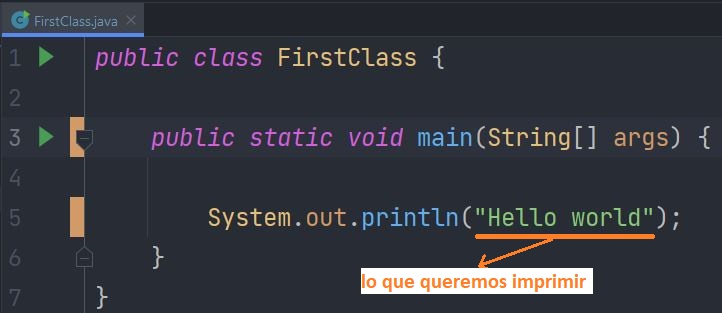 FirstClass.java
1 public class FirstClass {
2
3 public static void main(String[] args) {
4
5 System.out.println("Hello world");
6 }
lo que queremos imprimir
7 }